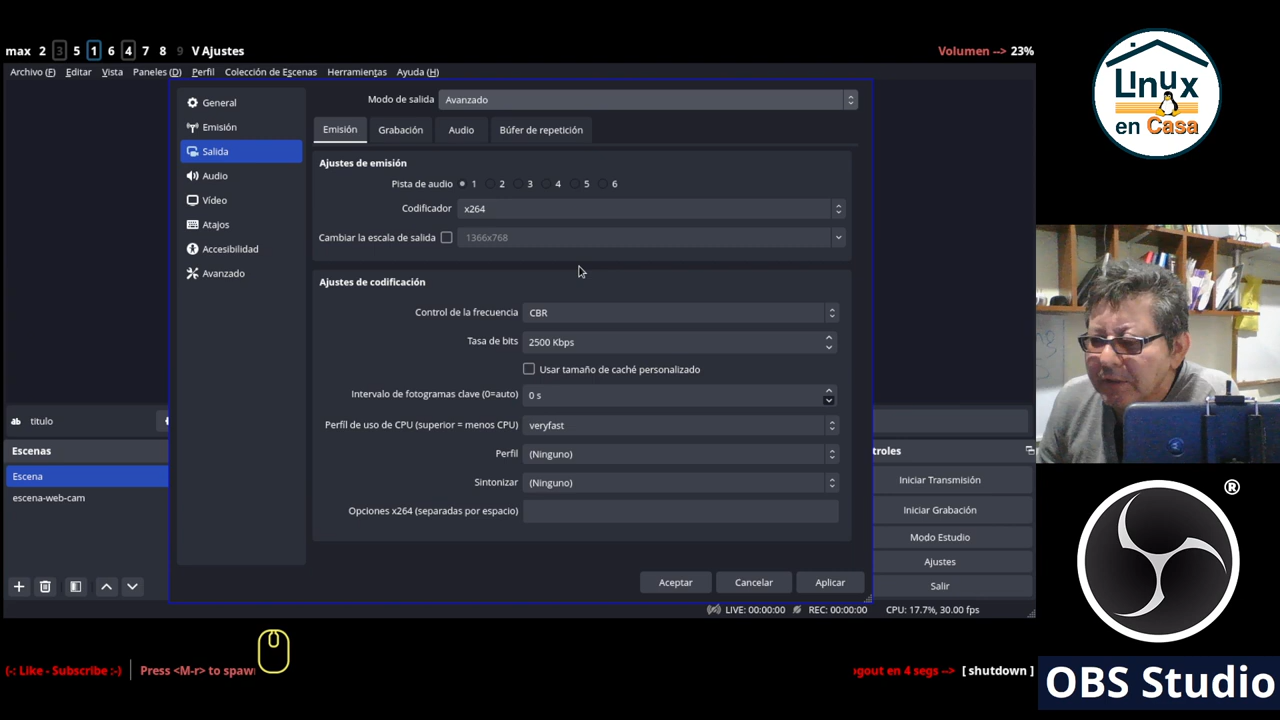 max 2 3 5 1 6 4 7 8 9 V Ajustes
Volumen --> 23%
Archivo (F) Editar Vista Paneles (D) Perfil Colección de Escenas Herramientas Ayuda (H)
General
Emisión
Salida
Audio
Vídeo
Atajos
Accesibilidad
Avanzado
Modo de salida Avanzado
Emisión Grabación Audio Búfer de repetición
Ajustes de emisión
Pista de audio 1 2 3 4 5 6
Codificador x264
Cambiar la escala de salida 1366x768
Ajustes de codificación
Control de la frecuencia CBR
Tasa de bits 2500 Kbps
Usar tamaño de caché personalizado
Intervalo de fotogramas clave (0=auto) 0 s
Perfil de uso de CPU (superior = menos CPU) veryfast
Perfil (Ninguno)
Sintonizar (Ninguno)
Opciones x264 (separadas por espacio)
Aceptar Cancelar Aplicar
titulo
Escenas
Escena
escena-web-cam
troles
Iniciar Transmisión
Iniciar Grabación
Modo Estudio
Ajustes
Salir
LIVE: 00:00:00 REC: 00:00:00 CPU: 17.7%, 30.00 fps
(-: Like - Subscribe :-) Press <M-r> to spaw
ogout en 4 segs --> [ shutdown ]
Linux
en Casa
®
OBS Studio